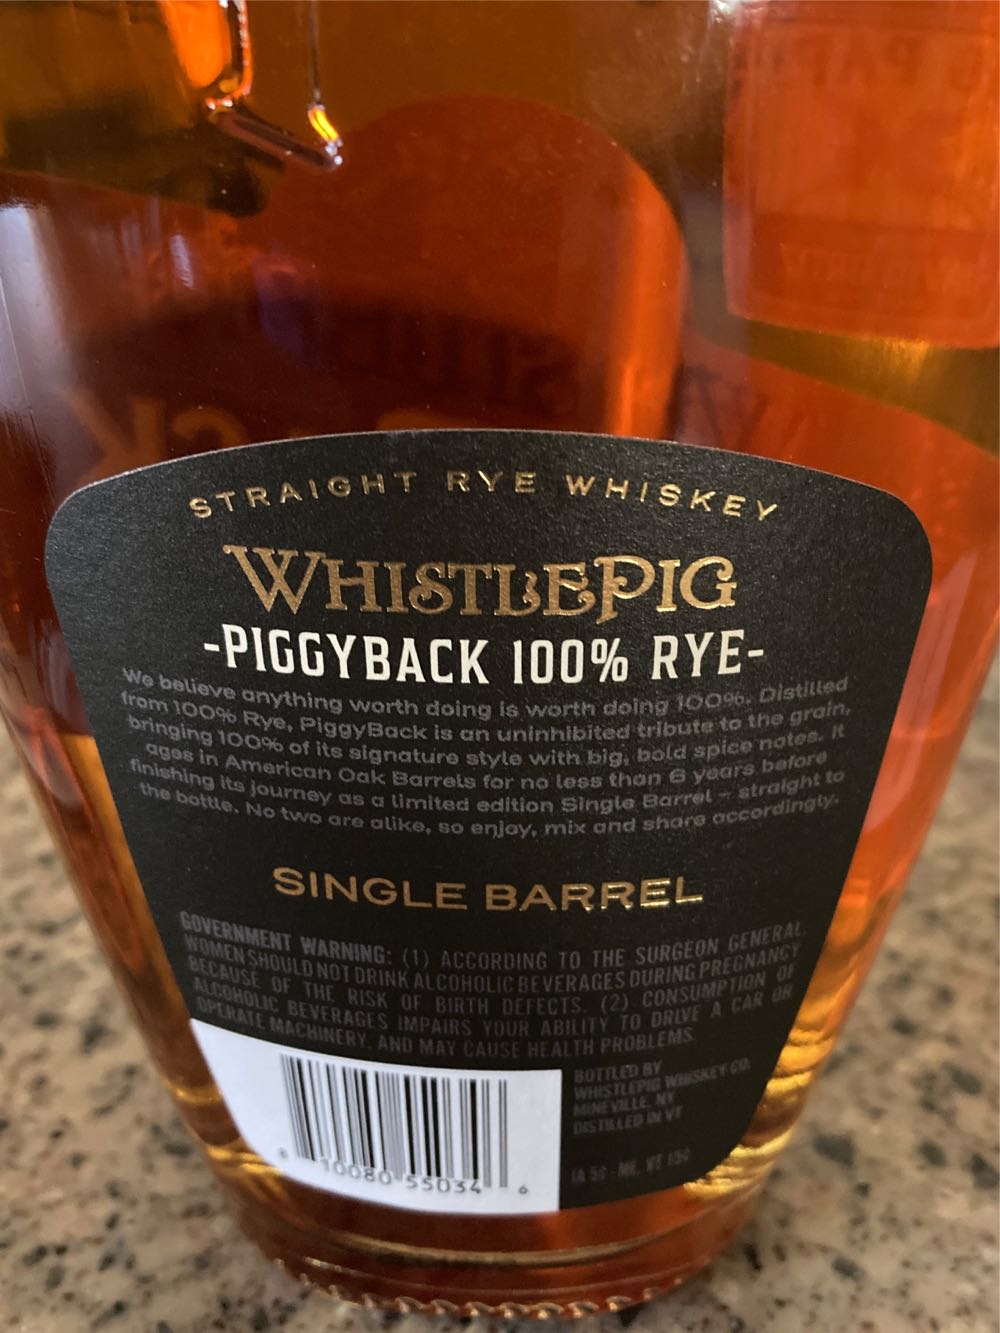 STRAIGHT RYE WHISKEY
WHISTLEPIG
-PIGGYBACK 100% RYE-
We believe anything worth doing is worth doing 100%. Distilled
from 100% Rye, PiggyBack is an uninhibited tribute to the grain,
bringing 100% of its signature style with big, bold spice notes. It
ages in American Oak Barrels for no less than 6 years before
finishing its journey as a limited edition Single Barrel – straight to
the bottle. No two are alike, so enjoy, mix and share accordingly.
SINGLE BARREL
GOVERNMENT WARNING: (1) ACCORDING TO THE SURGEON GENERAL,
WOMEN SHOULD NOT DRINK ALCOHOLIC BEVERAGES DURING PREGNANCY
BECAUSE OF THE RISK OF BIRTH DEFECTS. (2) CONSUMPTION OF
ALCOHOLIC BEVERAGES IMPAIRS YOUR ABILITY TO DRIVE A CAR OR
OPERATE MACHINERY, AND MAY CAUSE HEALTH PROBLEMS.
BOTTLED BY
WHISTLEPIG WHISKEY CO.
MINEVILLE, NY
DISTILLED IN VT
IA 5¢ - ME, VT 15¢
8 10080 55034 6